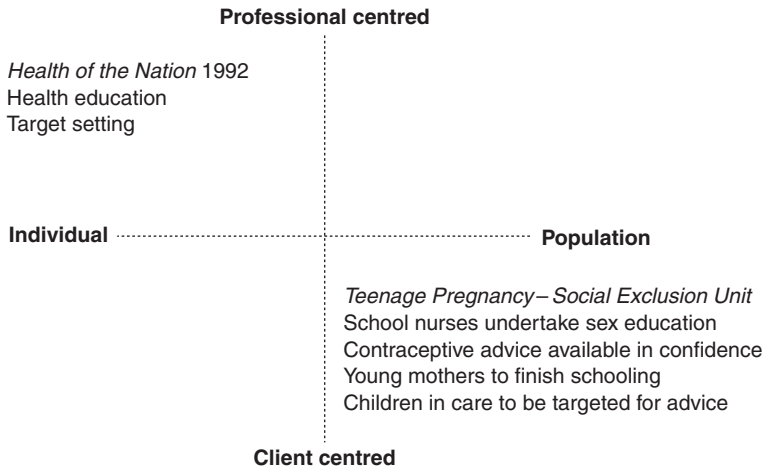 Professional centred
Health of the Nation 1992
Health education
Target setting
Individual
Population
Teenage Pregnancy – Social Exclusion Unit
School nurses undertake sex education
Contraceptive advice available in confidence
Young mothers to finish schooling
Children in care to be targeted for advice
Client centred